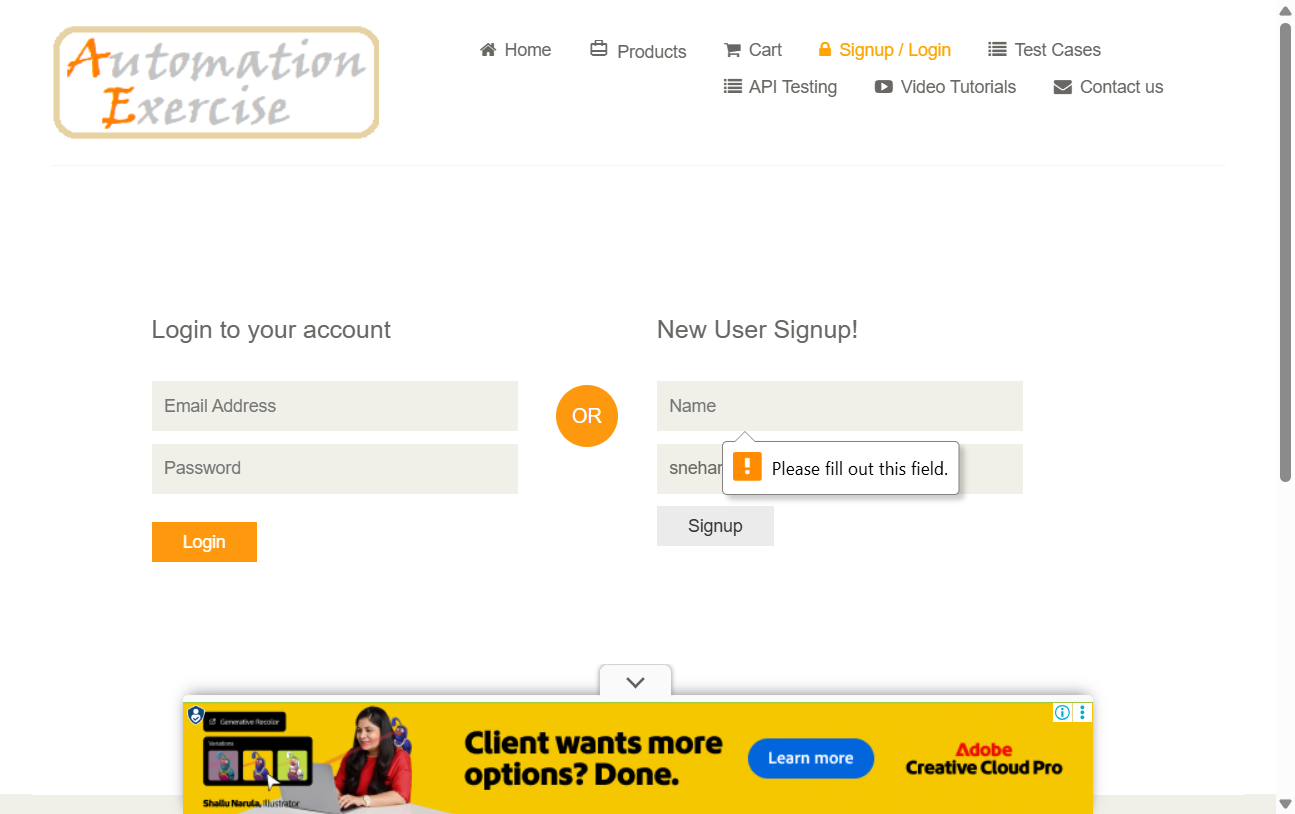 Automation
Exercise
Home
Products
Cart
Signup / Login
Test Cases
API Testing
Video Tutorials
Contact us
Login to your account
New User Signup!
Email Address
OR
Name
Password
Please fill out this field.
Login
Signup
Generative Recolor
Variations
Shallu Narula, Illustrator
Client wants more
options? Done.
Learn more
Adobe
Creative Cloud Pro